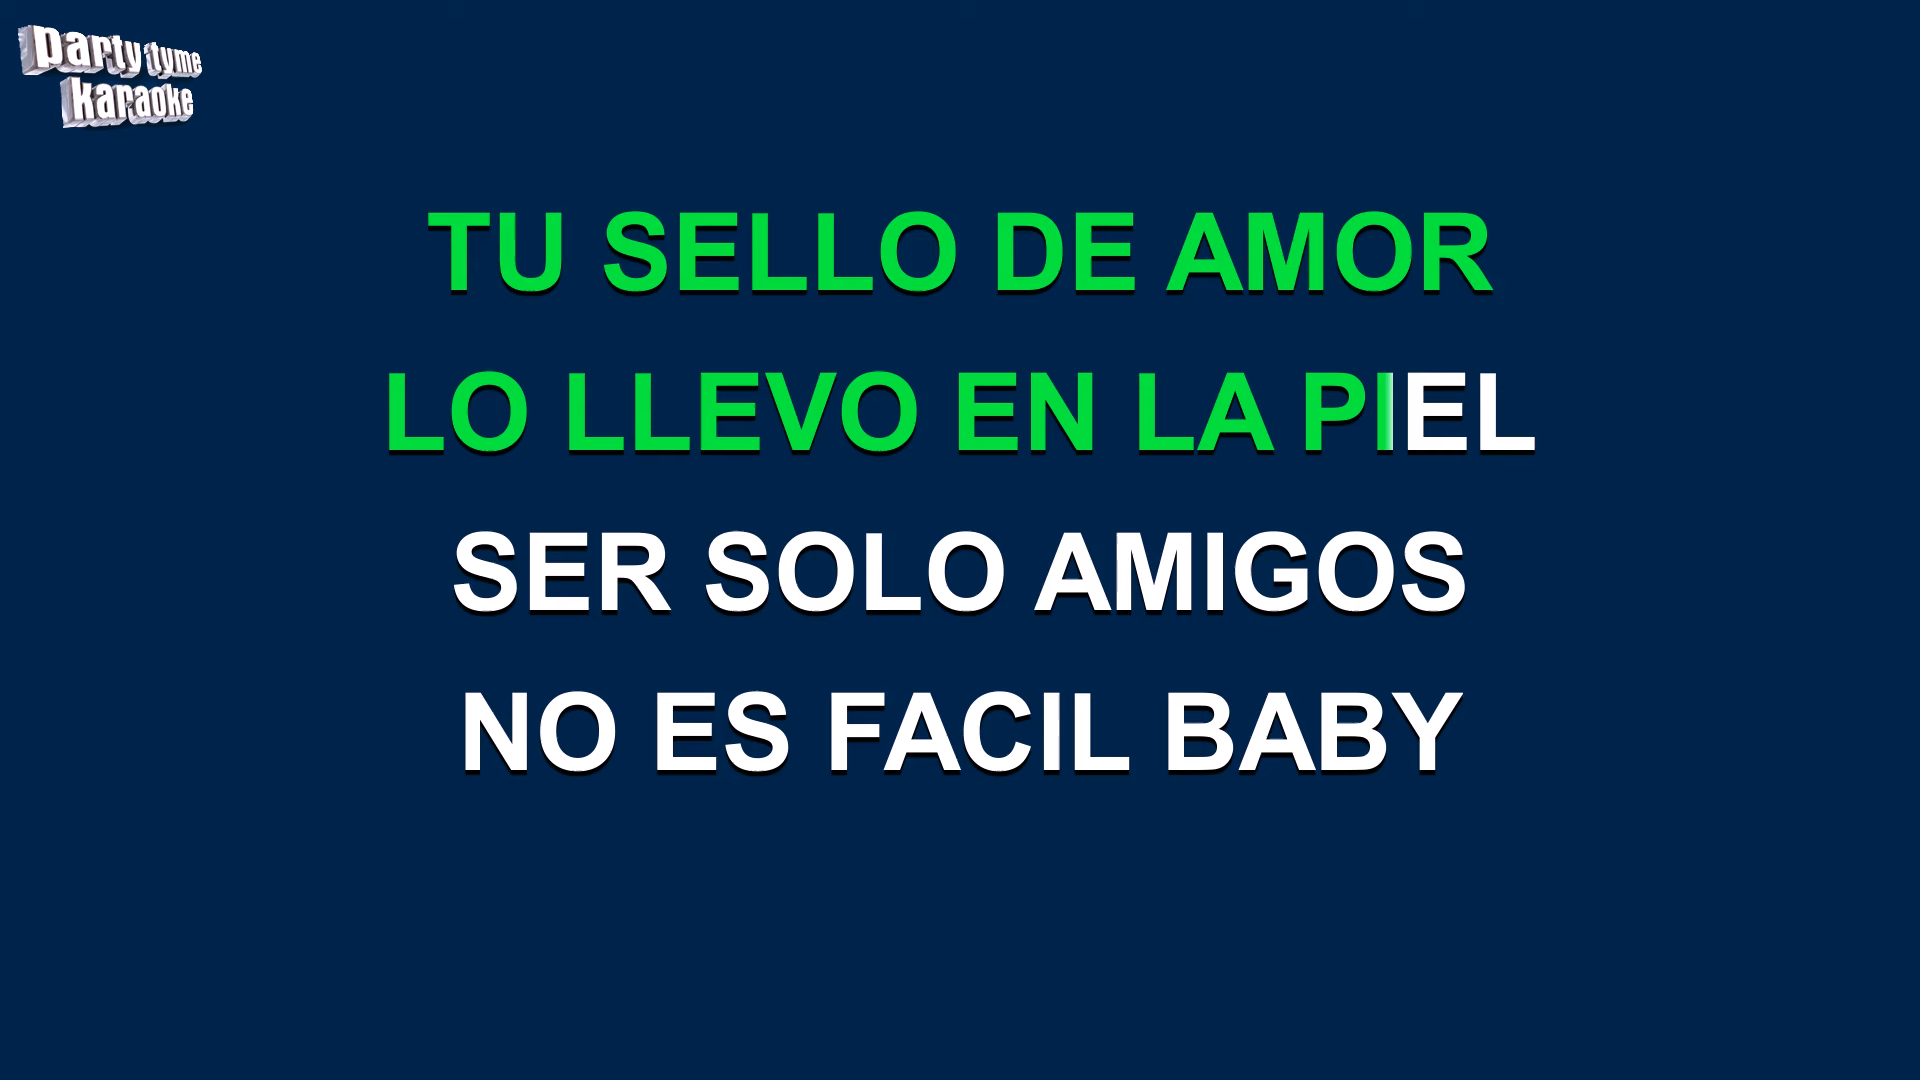 party tyme
karaoke
TU SELLO DE AMOR
LO LLEVO EN LA PIEL
SER SOLO AMIGOS
NO ES FACIL BABY